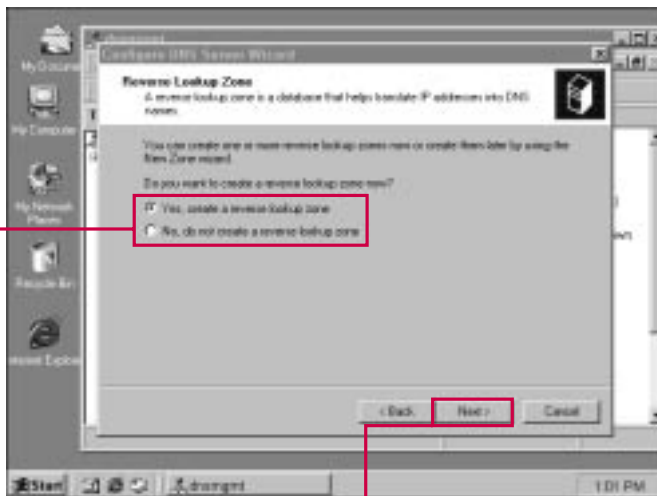 My Docume
My Computer
My Network
Places
Recycle Bin
Internet Explore
dnsmgmt
Configure DNS Server Wizard
Reverse Lookup Zone
A reverse lookup zone is a database that helps translate IP addresses into DNS
names.
You can create one or more reverse lookup zones now or create them later by using the
New Zone wizard.
Do you want to create a reverse lookup zone now?
Yes, create a reverse lookup zone
No, do not create a reverse lookup zone
< Back
Next >
Cancel
Start
dnsmgmt
1:01 PM